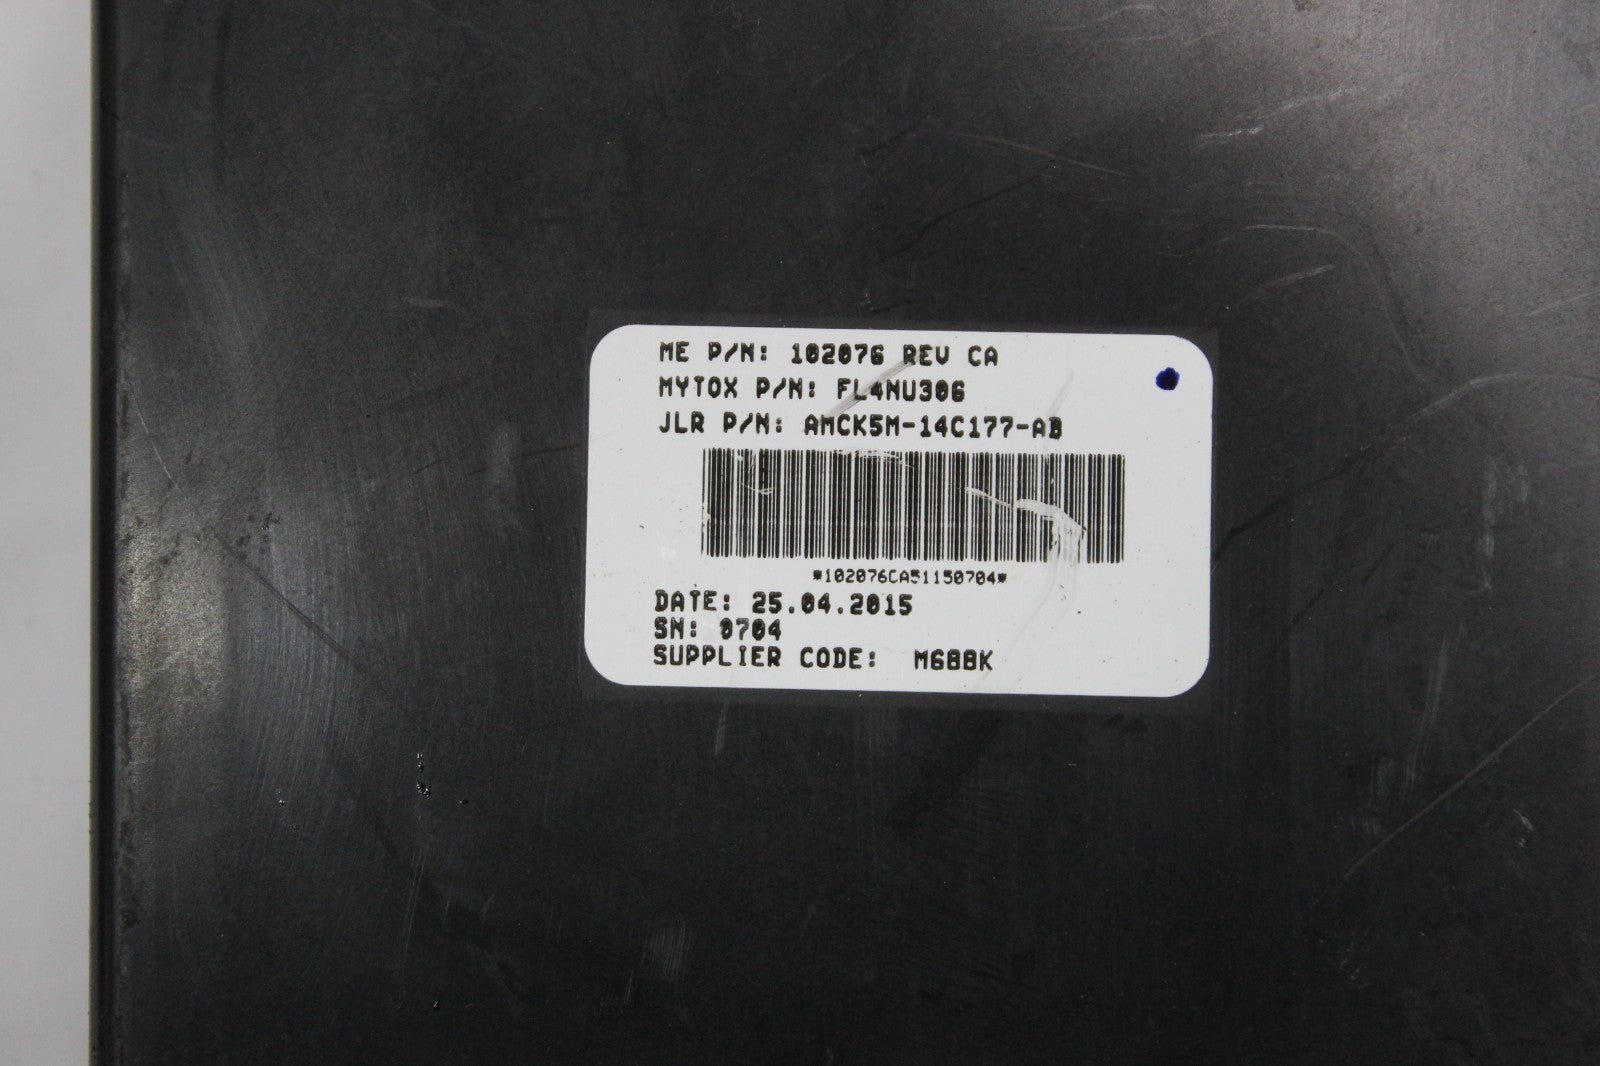 ME P/N: 102076 REV CA
MYTOX P/N: FL4NU306
JLR P/N: AMCK5M-14C177-AB
*102076CA51150704*
DATE: 25.04.2015
SN: 0704
SUPPLIER CODE: M68BK